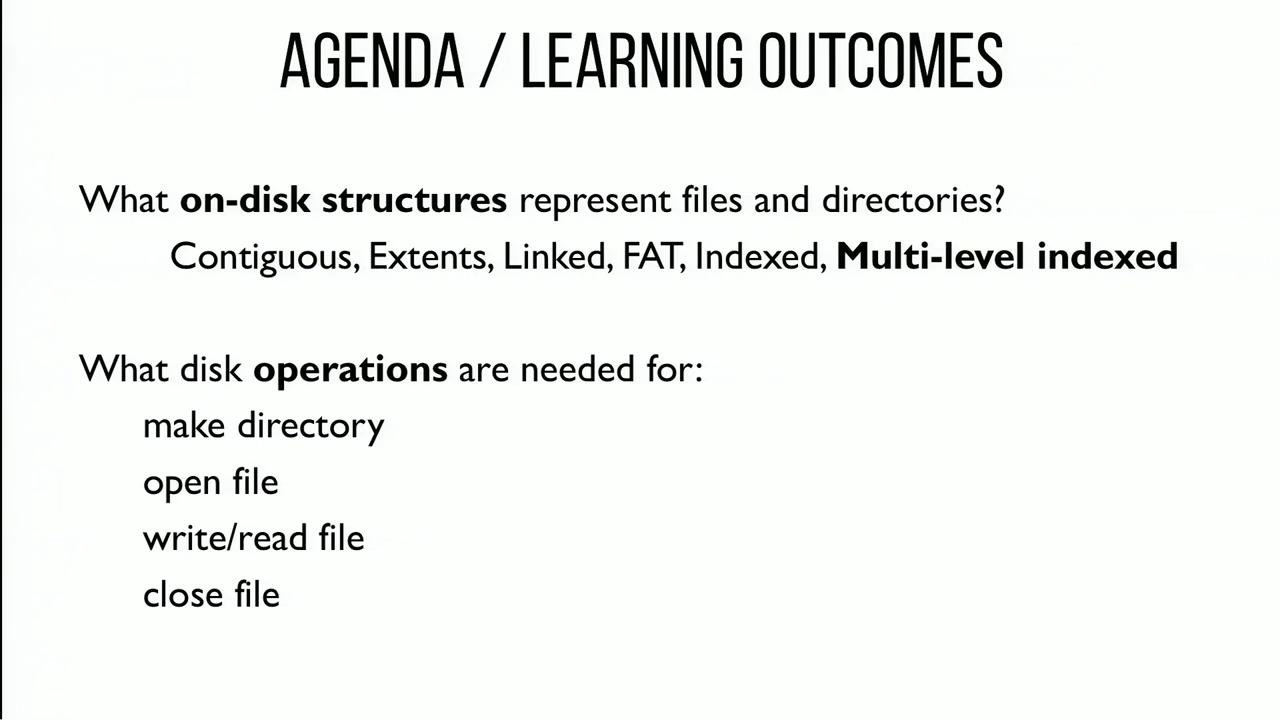 AGENDA / LEARNING OUTCOMES
What on-disk structures represent files and directories?
Contiguous, Extents, Linked, FAT, Indexed, Multi-level indexed
What disk operations are needed for:
make directory
open file
write/read file
close file